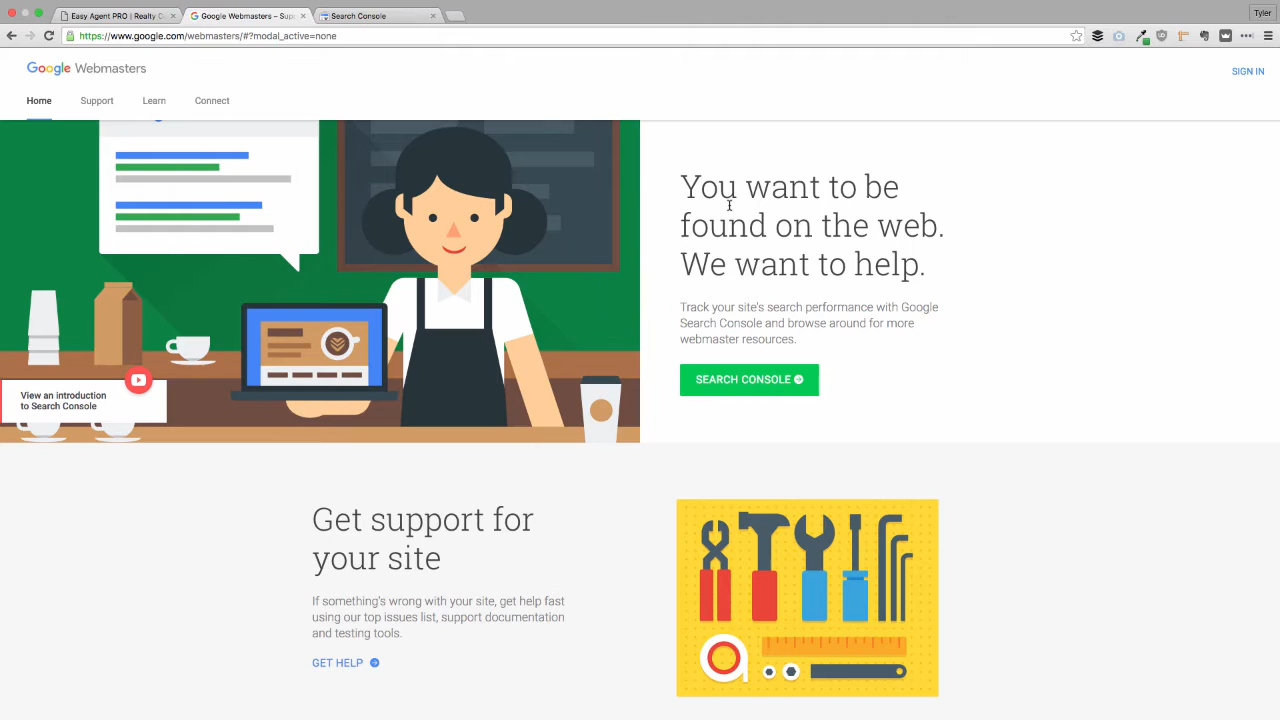 Easy Agent PRO | Realty C
Google Webmasters – Sup
Search Console
Tyler
https://www.google.com/webmasters/#?modal_active=none
Google Webmasters
SIGN IN
Home
Support
Learn
Connect
You want to be
found on the web.
We want to help.
Track your site's search performance with Google
Search Console and browse around for more
webmaster resources.
SEARCH CONSOLE
View an introduction
to Search Console
Get support for
your site
If something's wrong with your site, get help fast
using our top issues list, support documentation
and testing tools.
GET HELP